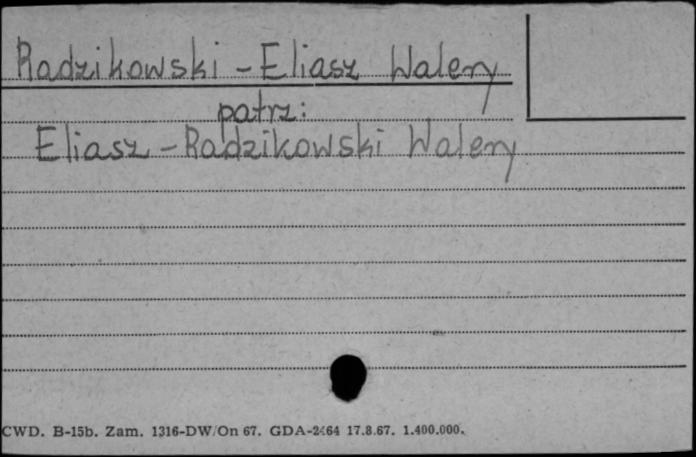 Radzikowski - Eliasz Walery
patrz:
Eliasz - Radzikowski Walery
CWD. B-15b. Zam. 1316-DW/On 67. GDA-2464 17.8.67. 1.400.000.